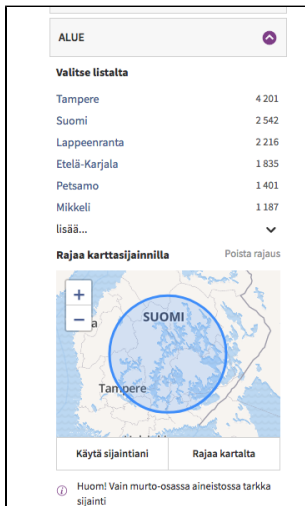 ALUE
Valitse listalta
Tampere 4 201
Suomi 2 542
Lappeenranta 2 216
Etelä-Karjala 1 835
Petsamo 1 401
Mikkeli 1 187
lisää...
Rajaa karttasijainnilla Poista rajaus
+
−
a
SUOMI
Tampere
Käytä sijaintiani Rajaa kartalta
Huom! Vain murto-osassa aineistossa tarkka
sijainti